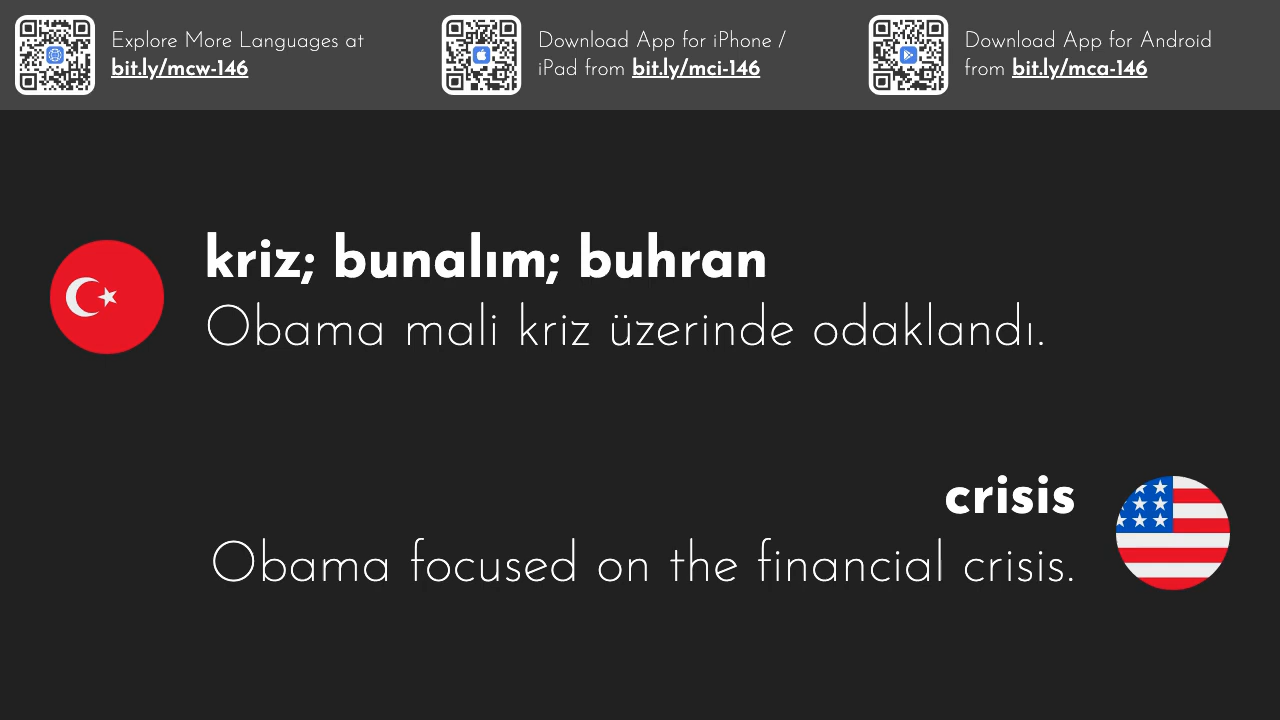 Explore More Languages at
bit.ly/mcw-146
Download App for iPhone /
iPad from bit.ly/mci-146
Download App for Android
from bit.ly/mca-146
kriz; bunalım; buhran
Obama mali kriz üzerinde odaklandı.
crisis
Obama focused on the financial crisis.